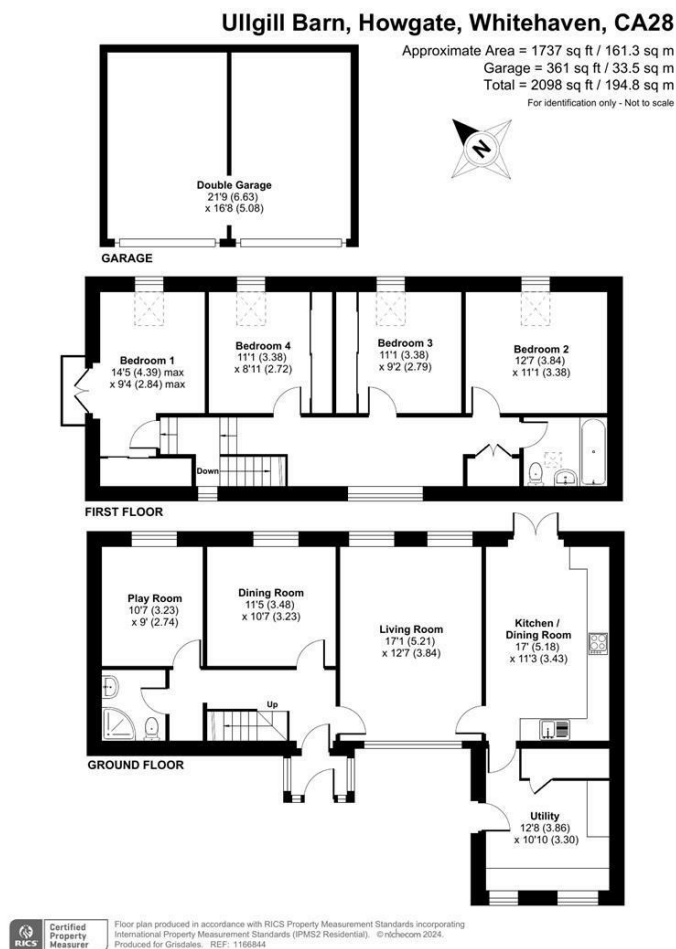 Ullgill Barn, Howgate, Whitehaven, CA28
Approximate Area = 1737 sq ft / 161.3 sq m
Garage = 361 sq ft / 33.5 sq m
Total = 2098 sq ft / 194.8 sq m
For identification only - Not to scale
N
Double Garage
21'9 (6.63)
x 16'8 (5.08)
GARAGE
Bedroom 1
14'5 (4.39) max
x 9'4 (2.84) max
Bedroom 4
11'1 (3.38)
x 8'11 (2.72)
Bedroom 3
11'1 (3.38)
x 9'2 (2.79)
Bedroom 2
12'7 (3.84)
x 11'1 (3.38)
Down
FIRST FLOOR
Play Room
10'7 (3.23)
x 9' (2.74)
Dining Room
11'5 (3.48)
x 10'7 (3.23)
Living Room
17'1 (5.21)
x 12'7 (3.84)
Kitchen /
Dining Room
17' (5.18)
x 11'3 (3.43)
Up
GROUND FLOOR
Utility
12'8 (3.86)
x 10'10 (3.30)
RICS
Certified
Property
Measurer
Floor plan produced in accordance with RICS Property Measurement Standards incorporating
International Property Measurement Standards (IPMS2 Residential). ©nichecom 2024.
Produced for Grisdales. REF: 1166844